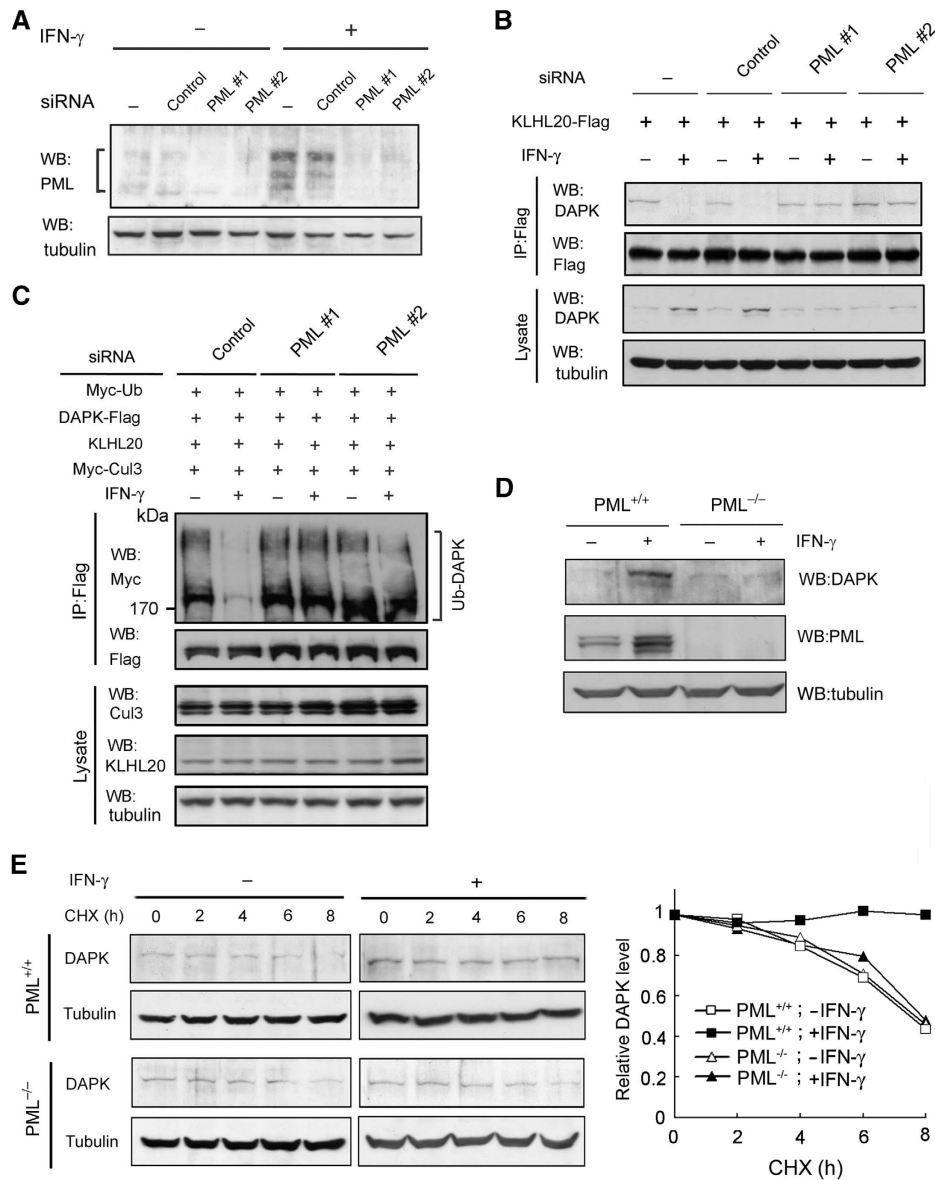 A
IFN-γ − +
siRNA − Control PML #1 PML #2 − Control PML #1 PML #2
WB:
PML
WB:
tubulin
B
siRNA − Control PML #1 PML #2
KLHL20-Flag + + + + + + + +
IFN-γ − + − + − + − +
IP:Flag
WB:
DAPK
WB:
Flag
Lysate
WB:
DAPK
WB:
tubulin
C
siRNA Control PML #1 PML #2
Myc-Ub + + + + + +
DAPK-Flag + + + + + +
KLHL20 + + + + + +
Myc-Cul3 + + + + + +
IFN-γ − + − + − +
kDa
IP:Flag
WB:
Myc
170
Ub-DAPK
WB:
Flag
Lysate
WB:
Cul3
WB:
KLHL20
WB:
tubulin
D
PML+/+ PML−/−
− + − + IFN-γ
WB:DAPK
WB:PML
WB:tubulin
E
IFN-γ − +
CHX (h) 0 2 4 6 8 0 2 4 6 8
PML+/+
DAPK
Tubulin
PML−/−
DAPK
Tubulin
Relative DAPK level
1
0.8
0.6
0.4
0.2
0
PML+/+ ; −IFN-γ
PML+/+ ; +IFN-γ
PML-/- ; −IFN-γ
PML-/- ; +IFN-γ
0 2 4 6 8
CHX (h)